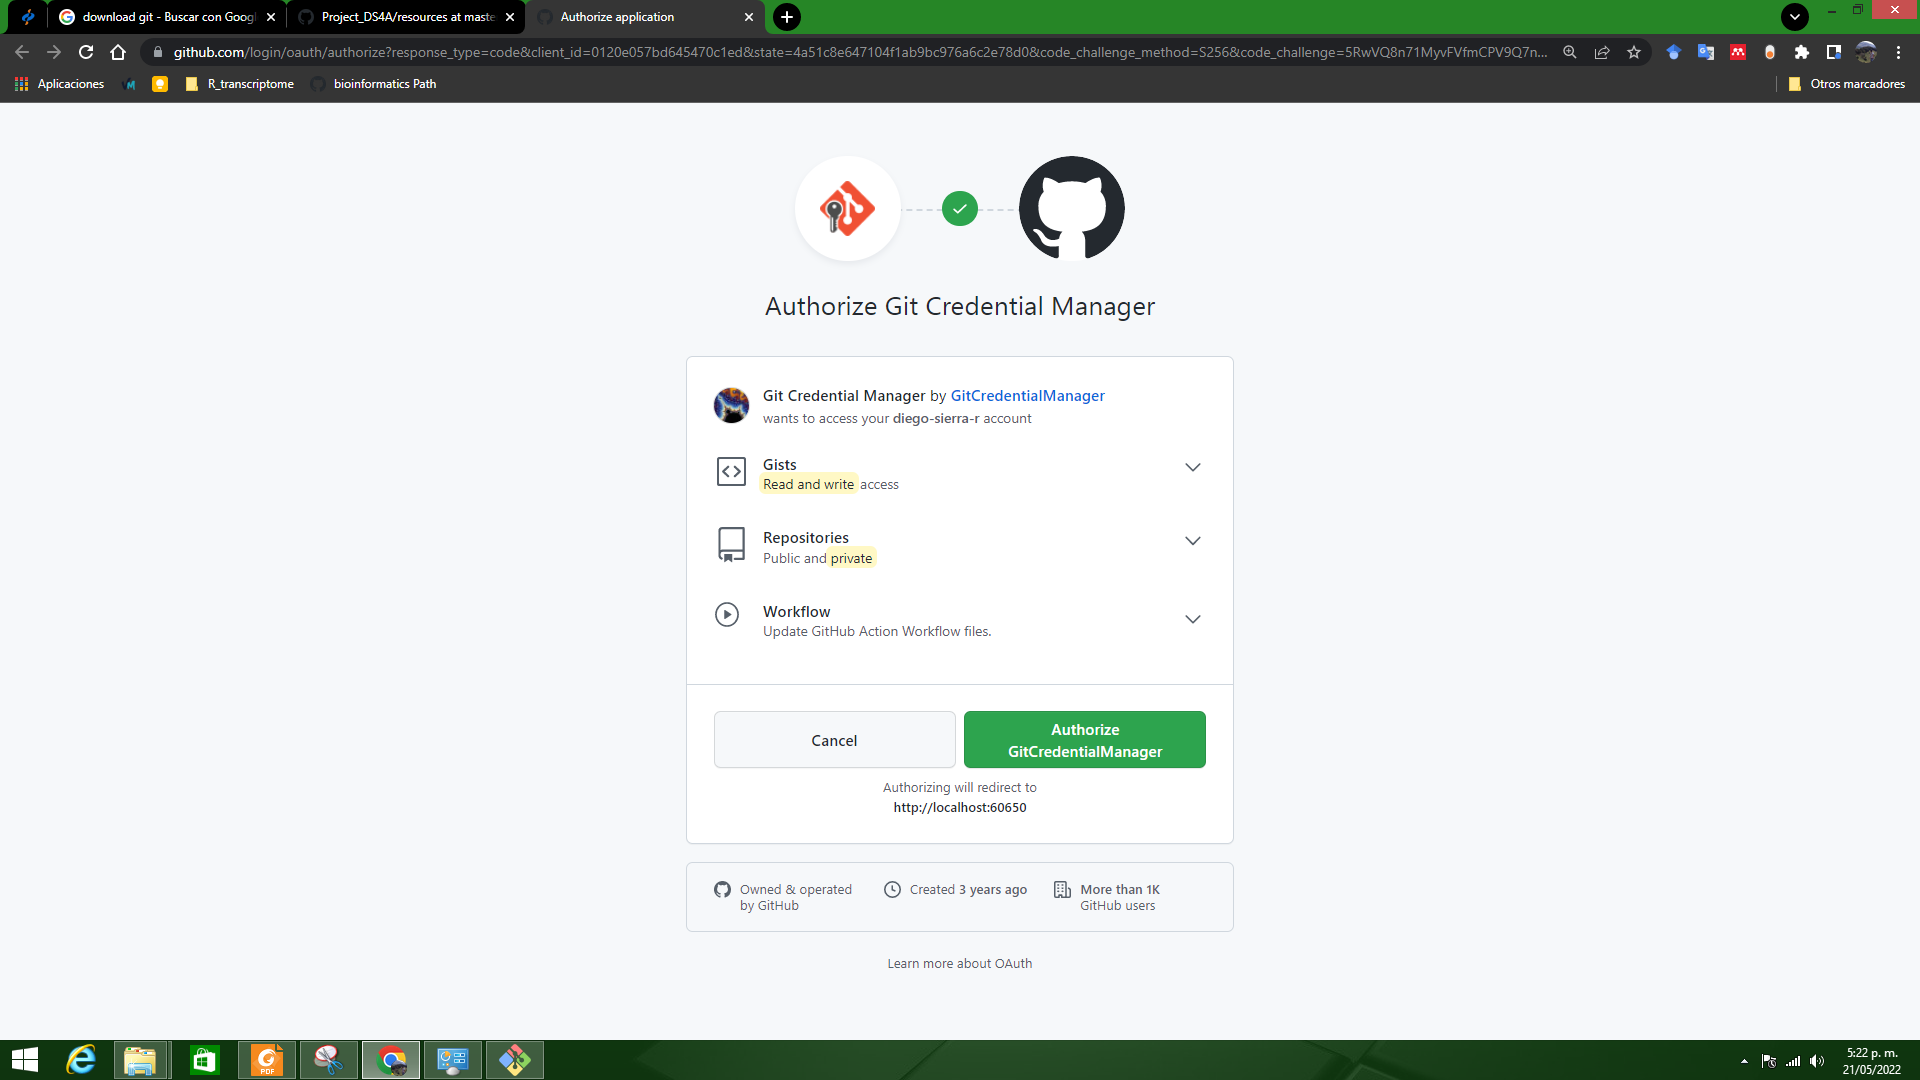 download git - Buscar con Googl
Project_DS4A/resources at maste
Authorize application
github.com/login/oauth/authorize?response_type=code&client_id=0120e057bd645470c1ed&state=4a51c8e647104f1ab9bc976a6c2e78d0&code_challenge_method=S256&code_challenge=5RwVQ8n71MyvFVfmCPV9Q7n...
Aplicaciones
R_transcriptome
bioinformatics Path
Otros marcadores
Authorize Git Credential Manager
Git Credential Manager by GitCredentialManager
wants to access your diego-sierra-r account
Gists
Read and write access
Repositories
Public and private
Workflow
Update GitHub Action Workflow files.
Cancel
Authorize
GitCredentialManager
Authorizing will redirect to
http://localhost:60650
Owned & operated
by GitHub
Created 3 years ago
More than 1K
GitHub users
Learn more about OAuth
PDF
5:22 p. m.
21/05/2022